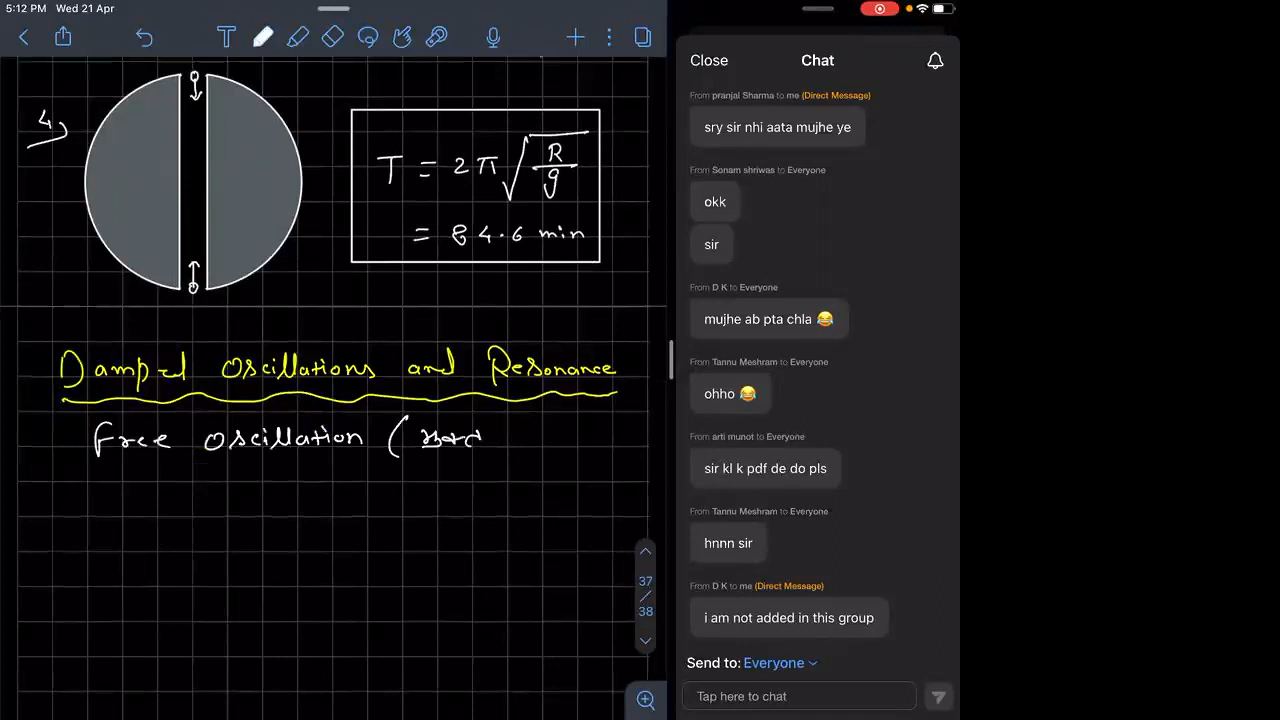 5:12 PM Wed 21 Apr
4)
T = 2π√(R/g)
= 84.6 min
Damped Oscillations and Resonance
Free Oscillation (
37
/
38
Close
Chat
From pranjal Sharma to me (Direct Message)
sry sir nhi aata mujhe ye
From Sonam shriwas to Everyone
okk
sir
From D K to Everyone
mujhe ab pta chla 😂
From Tannu Meshram to Everyone
ohho 😂
From arti munot to Everyone
sir kl k pdf de do pls
From Tannu Meshram to Everyone
hnnn sir
From D K to me (Direct Message)
i am not added in this group
Send to: Everyone
Tap here to chat